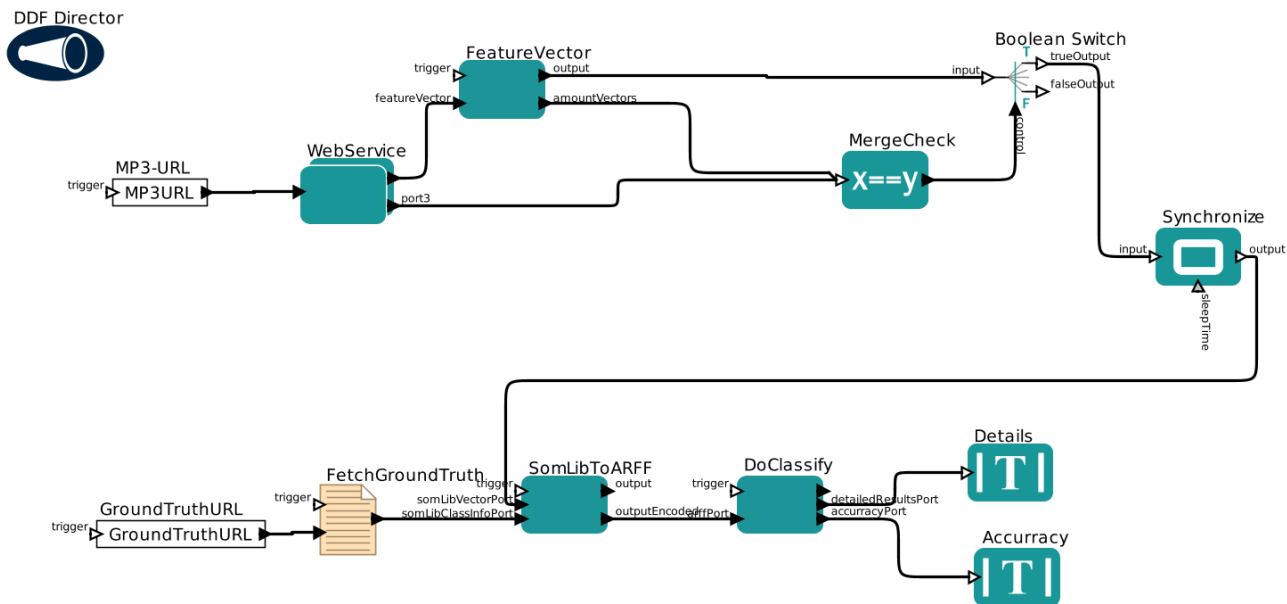 DDF Director
FeatureVector
trigger
output
featureVector
amountVectors
Boolean Switch
T
trueOutput
input
falseOutput
F
control
MergeCheck
x==y
WebService
port3
MP3-URL
trigger
MP3URL
Synchronize
input
output
sleepTime
GroundTruthURL
trigger
GroundTruthURL
FetchGroundTruth
trigger
SomLibToARFF
trigger
output
somLibVectorPort
somLibClassInfoPort
outputEncoded
DoClassify
trigger
arffPort
detailedResultsPort
accurracyPort
Details
T
Accurracy
T